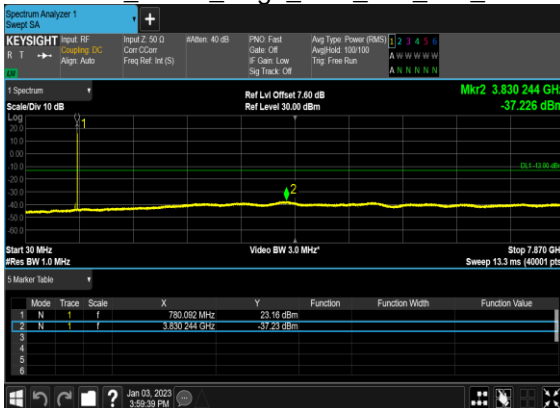 Spectrum Analyzer 1
Swept SA
+
KEYSIGHT Input: RF Input Z: 50 Ω #Atten: 40 dB PNO: Fast Avg Type: Power (RMS) 1 2 3 4 5 6
R T Coupling: DC Corr CCorr Gate: Off Avg|Hold: 100/100 A W W W W W
Align: Auto Freq Ref: Int (S) IF Gain: Low Trig: Free Run
Sig Track: Off A N N N N N
1 Spectrum Ref Lvl Offset 7.60 dB Mkr2 3.830 244 GHz
Scale/Div 10 dB Ref Level 30.00 dBm -37.226 dBm
Log
20.0
10.0
0.00
-10.0
DL1 -13.00 dBm
-20.0
-30.0
-40.0
-50.0
-60.0
1
2
Start 30 MHz Video BW 3.0 MHz* Stop 7.870 GHz
#Res BW 1.0 MHz Sweep 13.3 ms (40001 pts)
5 Marker Table
Mode Trace Scale X Y Function Function Width Function Value
1 N 1 f 780.092 MHz 23.16 dBm
2 N 1 f 3.830 244 GHz -37.23 dBm
3
4
5
6
? Jan 03, 2023
3:59:39 PM